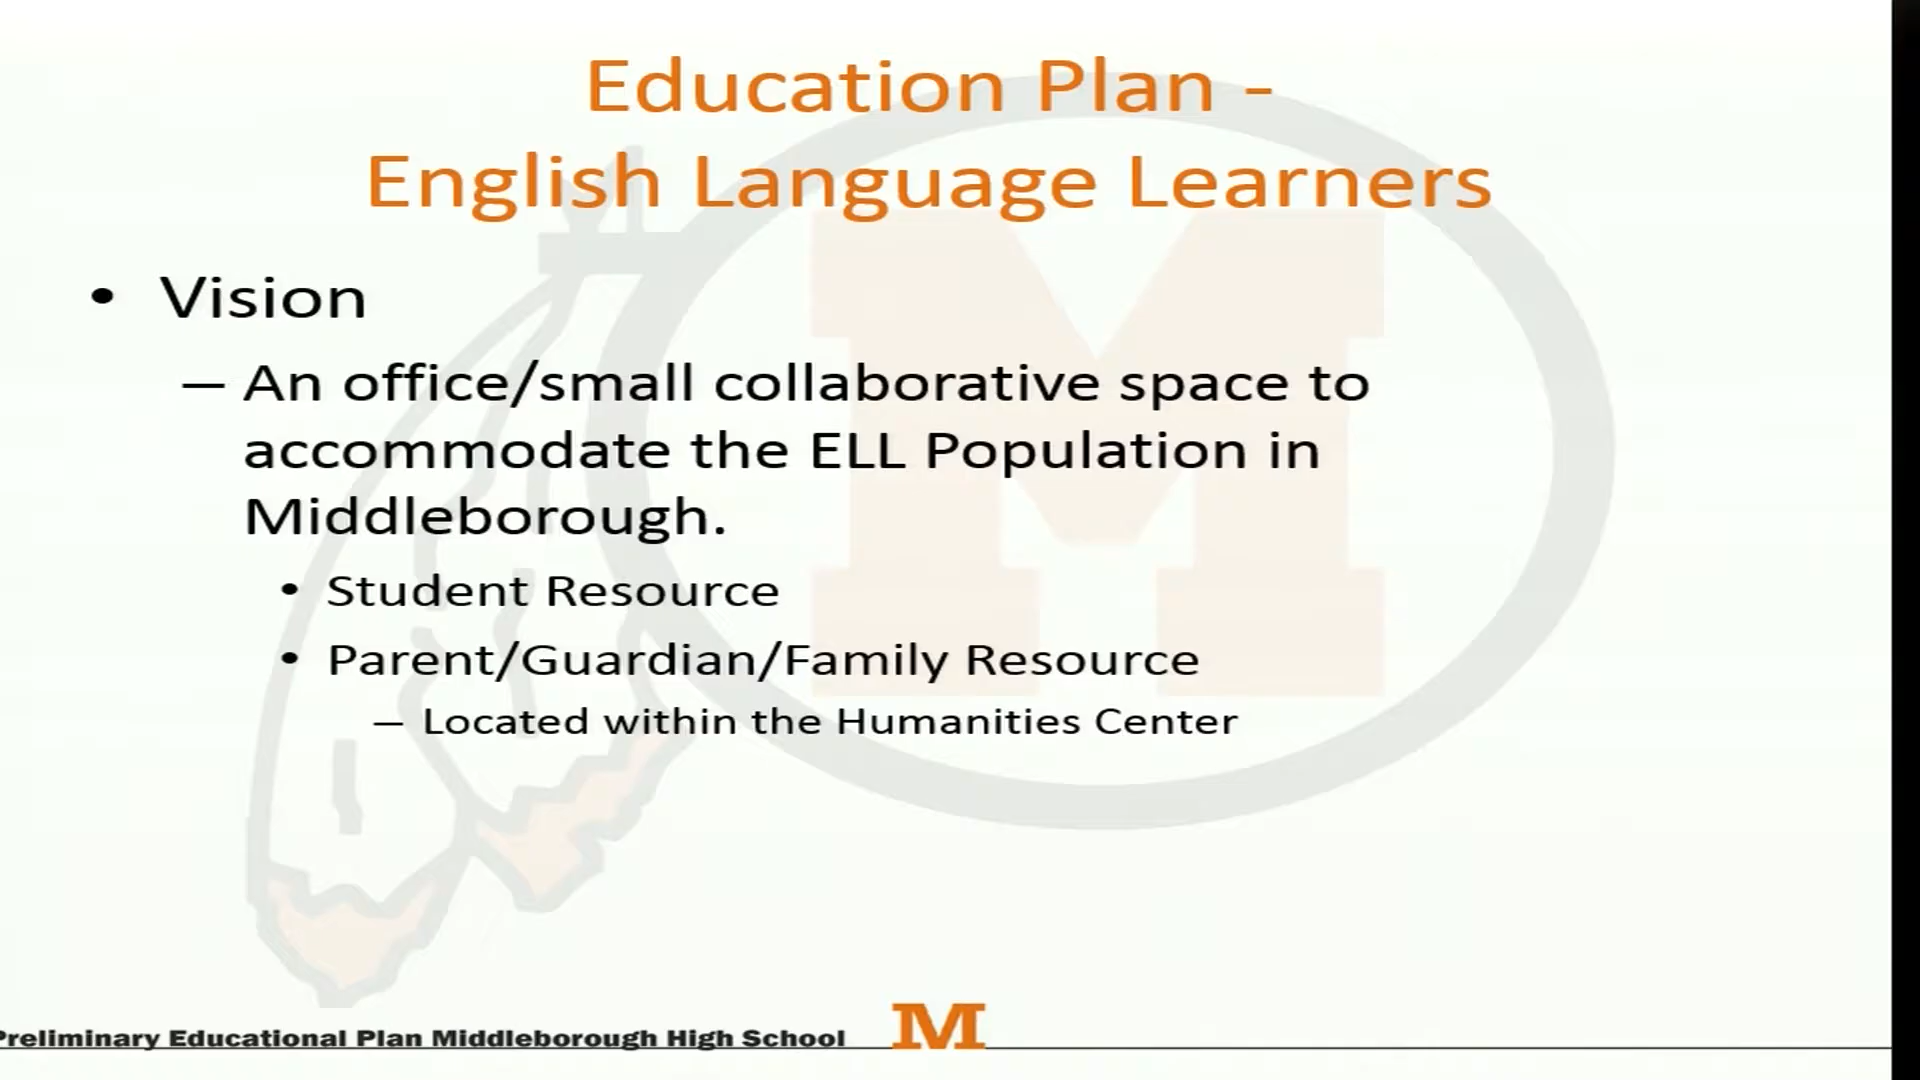 Education Plan -
English Language Learners
• Vision
– An office/small collaborative space to
accommodate the ELL Population in
Middleborough.
• Student Resource
• Parent/Guardian/Family Resource
– Located within the Humanities Center
Preliminary Educational Plan Middleborough High School
M